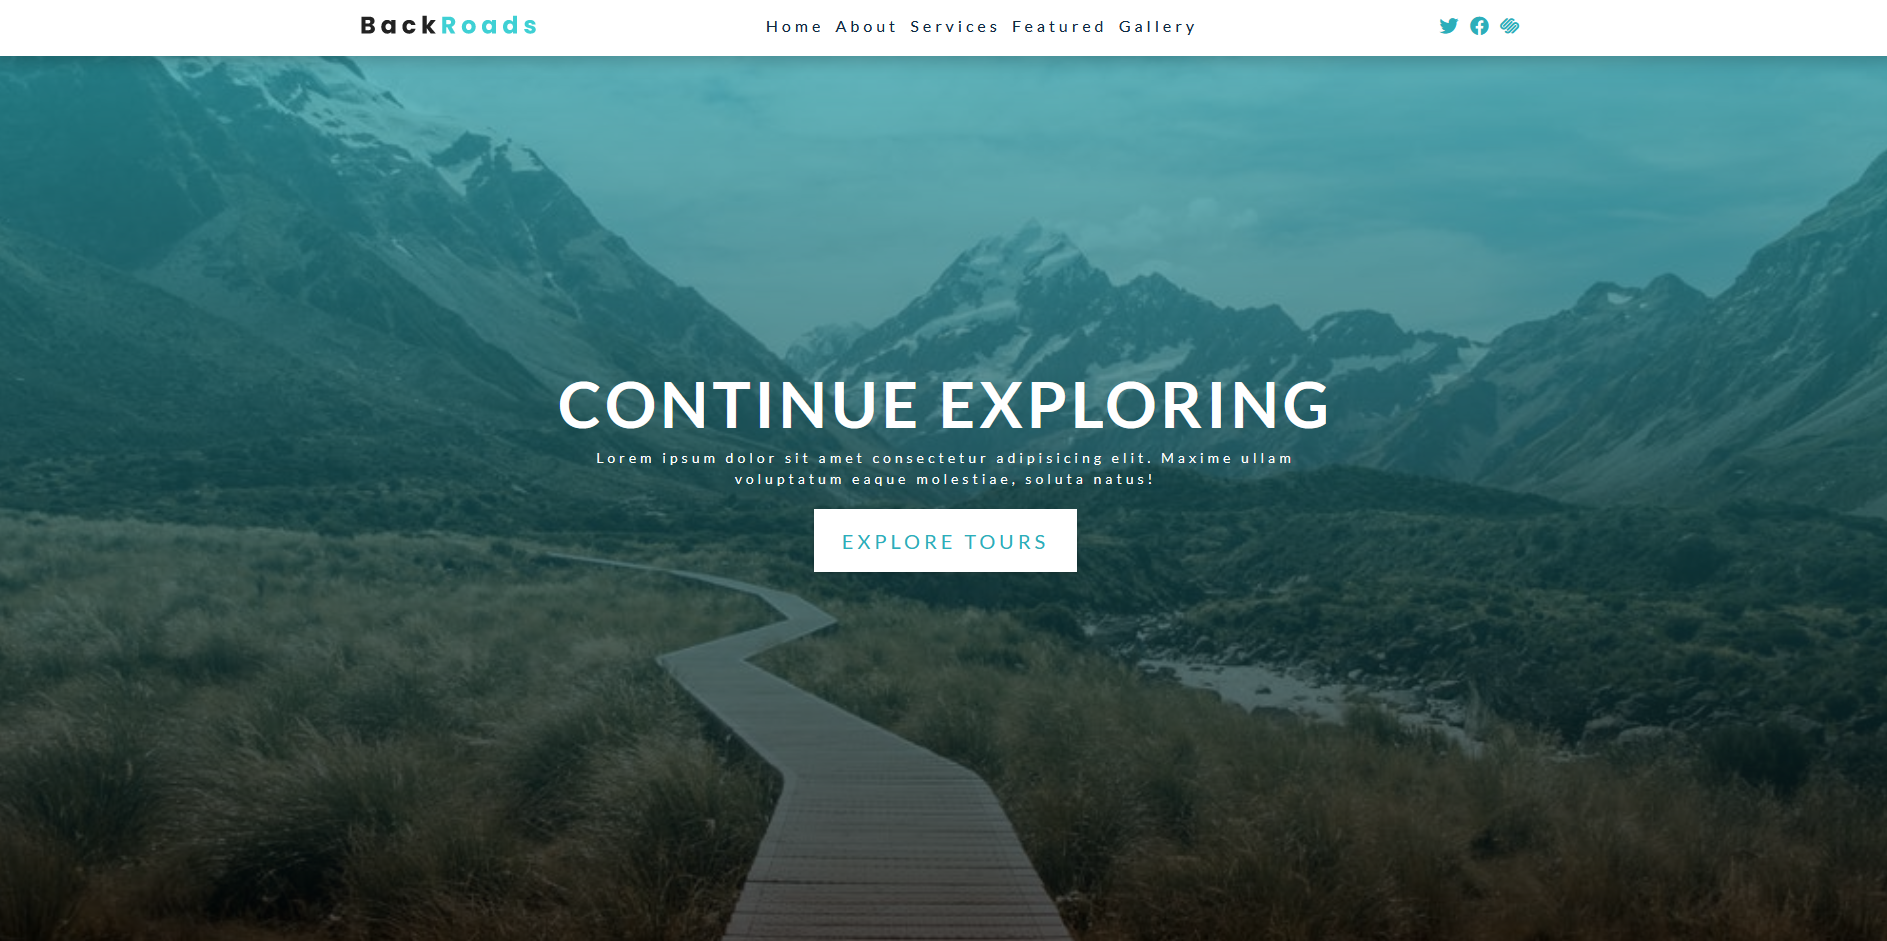 BackRoads
Home About Services Featured Gallery
CONTINUE EXPLORING
Lorem ipsum dolor sit amet consectetur adipisicing elit. Maxime ullam
voluptatum eaque molestiae, soluta natus!
EXPLORE TOURS